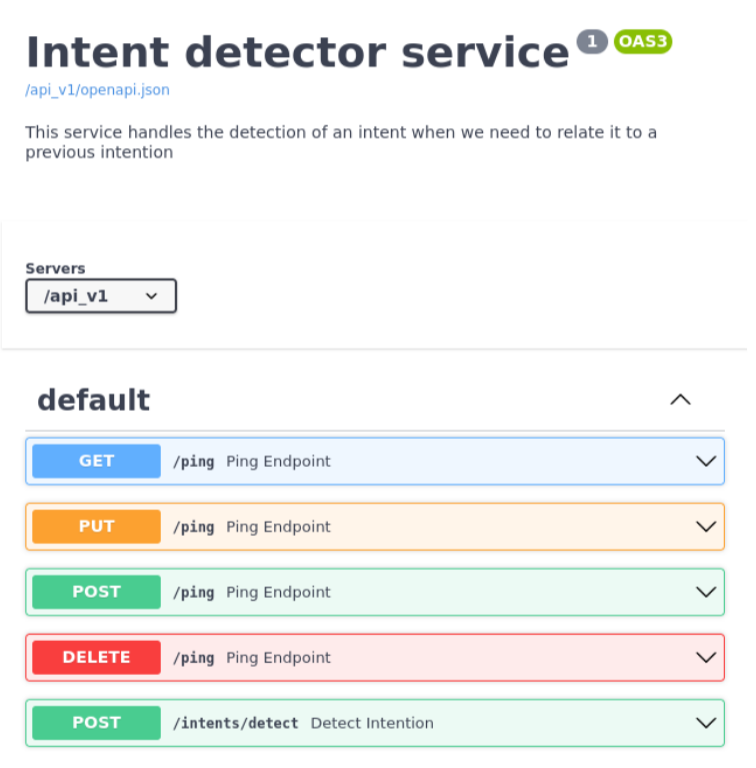 Intent detector service 1 OAS3
/api_v1/openapi.json
This service handles the detection of an intent when we need to relate it to a
previous intention
Servers
/api_v1
default
GET /ping Ping Endpoint
PUT /ping Ping Endpoint
POST /ping Ping Endpoint
DELETE /ping Ping Endpoint
POST /intents/detect Detect Intention